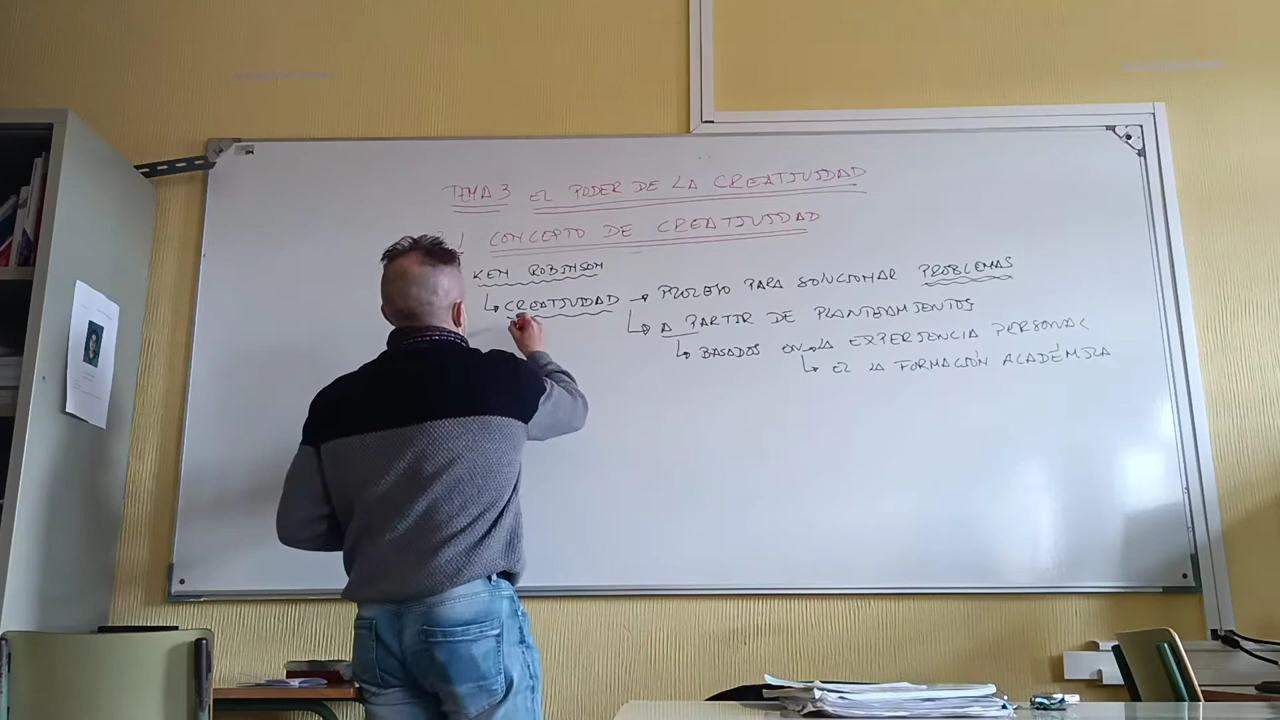 TEMA 3 EL PODER DE LA CREATIVIDAD
CONCEPTO DE CREATIVIDAD
KEN ROBINSON
↳ CREATIVIDAD → PROCESO PARA SOLUCIONAR PROBLEMAS
↳ A PARTIR DE PLANTEAMIENTOS
↳ BASADOS EN → LA EXPERIENCIA PERSONAL
↳ EN LA FORMACIÓN ACADÉMICA